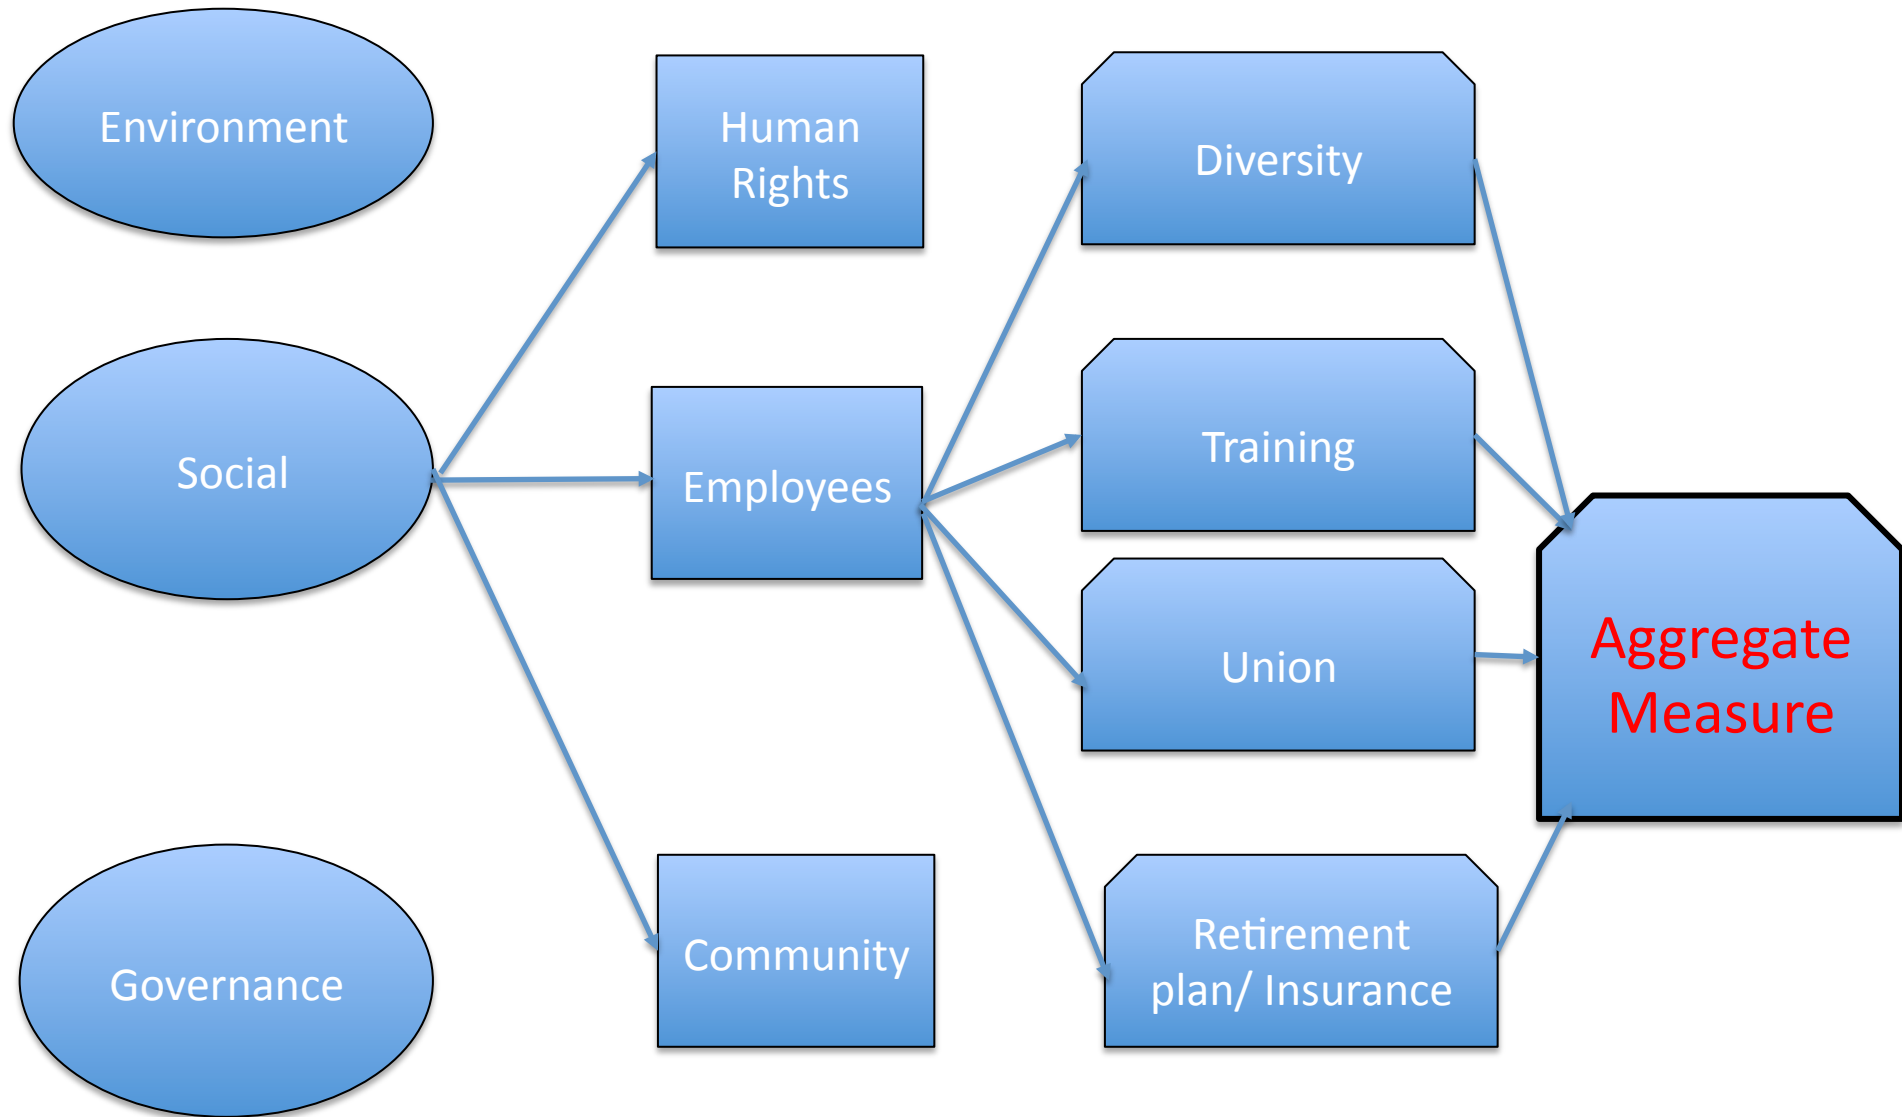 Environment
Social
Governance
Human
Rights
Employees
Community
Diversity
Training
Union
Retirement
plan/ Insurance
Aggregate
Measure